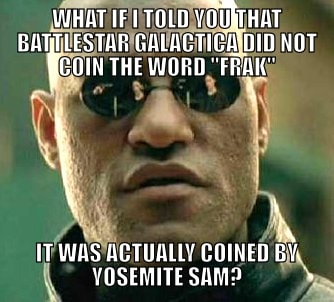 WHAT IF I TOLD YOU THAT
BATTLESTAR GALACTICA DID NOT
COIN THE WORD "FRAK"
IT WAS ACTUALLY COINED BY
YOSEMITE SAM?